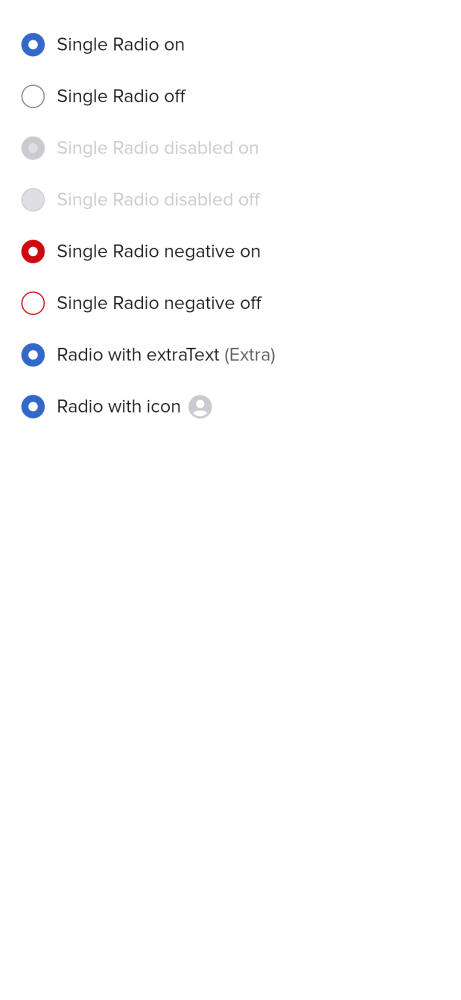 Single Radio on
Single Radio off
Single Radio disabled on
Single Radio disabled off
Single Radio negative on
Single Radio negative off
Radio with extraText (Extra)
Radio with icon